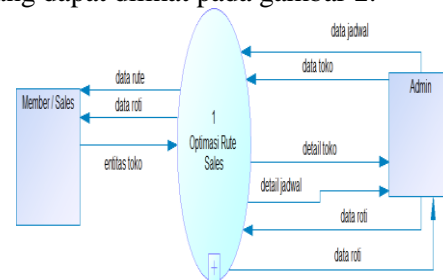 yang dapat dilihat pada gambar 2.
data jadwal
data toko
Admin
data rute
Member / Sales
data roti
1
Optimasi Rute
Sales
entitas toko
detail toko
detail jadwal
data roti
data roti
+